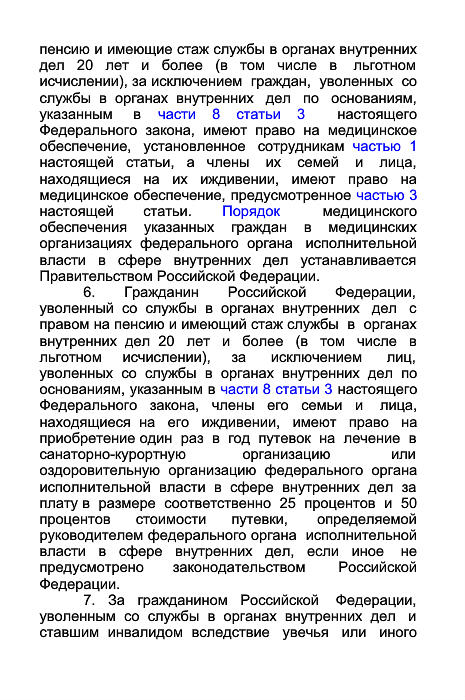 пенсию и имеющие стаж службы в органах внутренних
дел 20 лет и более (в том числе в льготном
исчислении), за исключением граждан, уволенных со
службы в органах внутренних дел по основаниям,
указанным в части 8 статьи 3 настоящего
Федерального закона, имеют право на медицинское
обеспечение, установленное сотрудникам частью 1
настоящей статьи, а члены их семей и лица,
находящиеся на их иждивении, имеют право на
медицинское обеспечение, предусмотренное частью 3
настоящей статьи. Порядок медицинского
обеспечения указанных граждан в медицинских
организациях федерального органа исполнительной
власти в сфере внутренних дел устанавливается
Правительством Российской Федерации.
6. Гражданин Российской Федерации,
уволенный со службы в органах внутренних дел с
правом на пенсию и имеющий стаж службы в органах
внутренних дел 20 лет и более (в том числе в
льготном исчислении), за исключением лиц,
уволенных со службы в органах внутренних дел по
основаниям, указанным в части 8 статьи 3 настоящего
Федерального закона, члены его семьи и лица,
находящиеся на его иждивении, имеют право на
приобретение один раз в год путевок на лечение в
санаторно-курортную организацию или
оздоровительную организацию федерального органа
исполнительной власти в сфере внутренних дел за
плату в размере соответственно 25 процентов и 50
процентов стоимости путевки, определяемой
руководителем федерального органа исполнительной
власти в сфере внутренних дел, если иное не
предусмотрено законодательством Российской
Федерации.
7. За гражданином Российской Федерации,
уволенным со службы в органах внутренних дел и
ставшим инвалидом вследствие увечья или иного